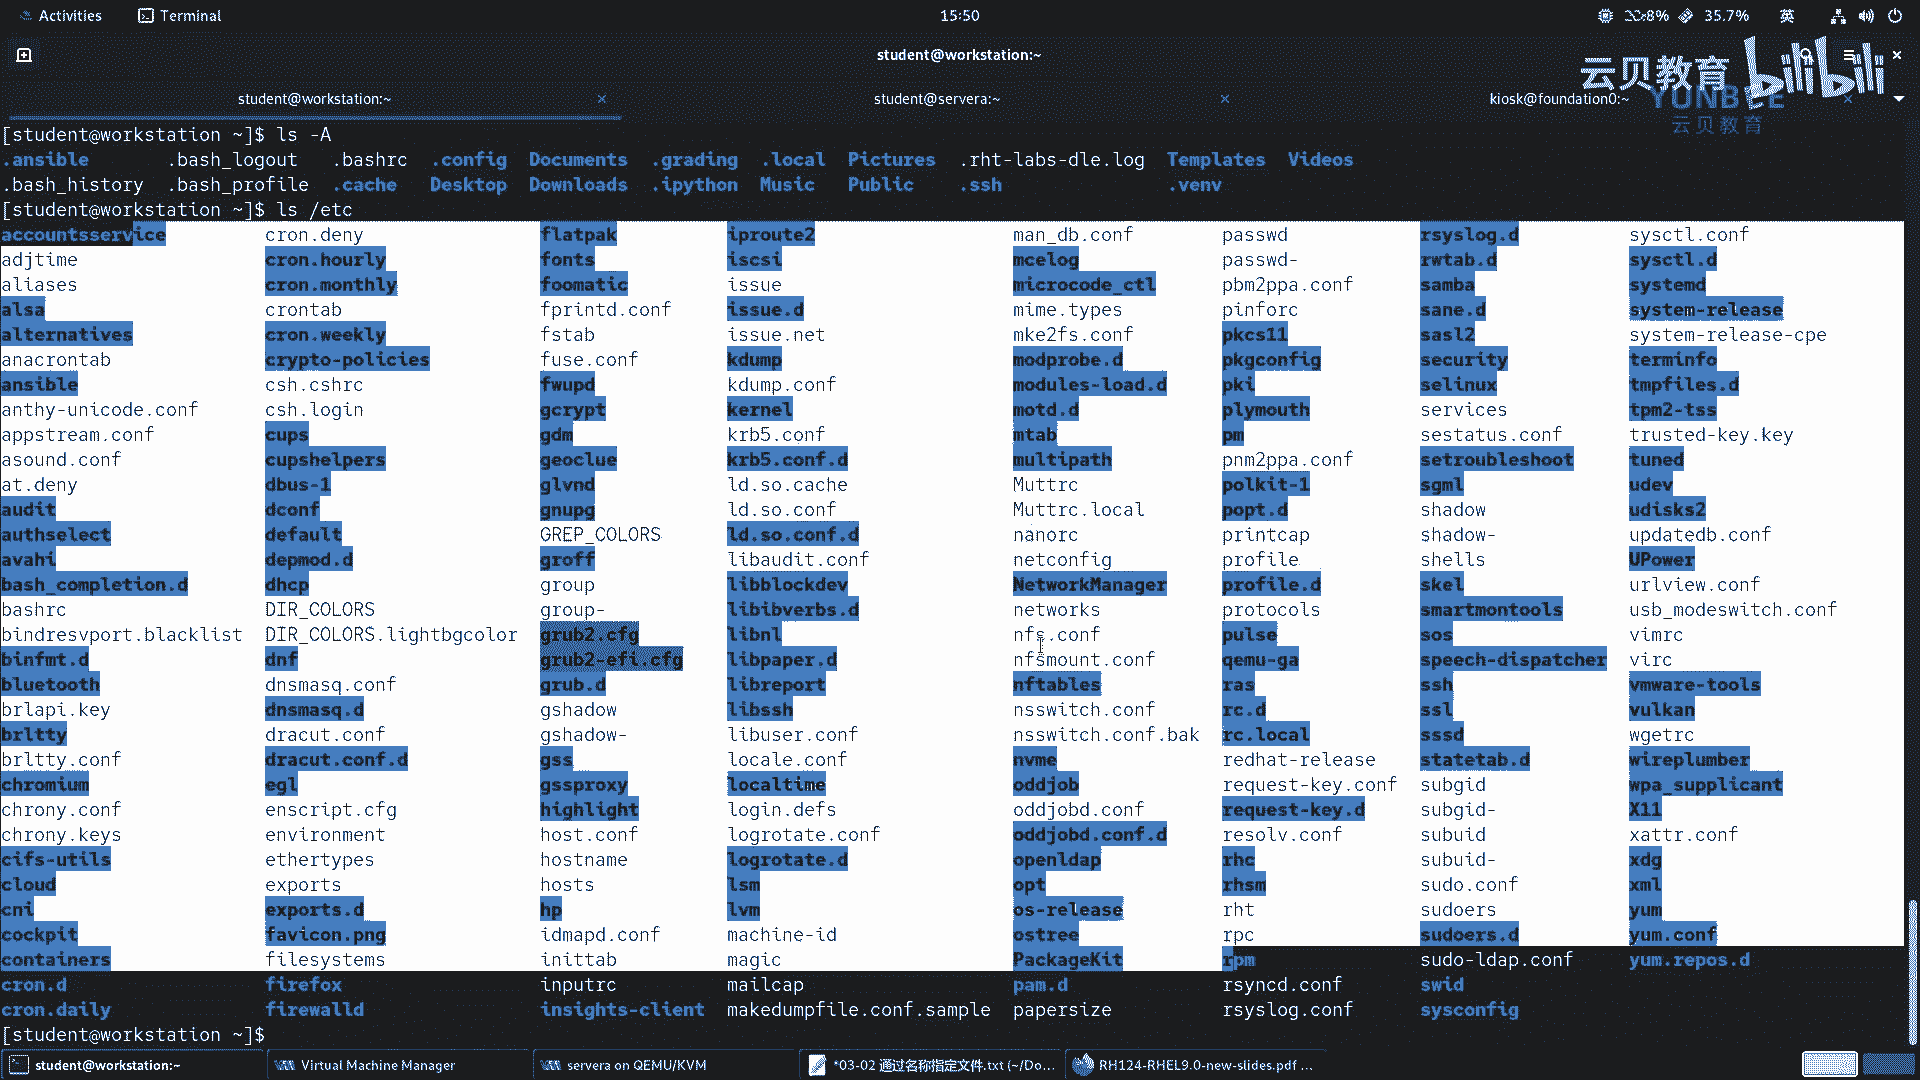 Activities Terminal 15:50 8% 35.7% 英
student@workstation:~
云贝教育 bilibili
student@workstation:~ × student@servera:~ × kiosk@foundation0:~
YUNBEE
云贝教育
[student@workstation ~]$ ls -A
.ansible .bash_logout .bashrc .config Documents .grading .local Pictures .rht-labs-dle.log Templates Videos
.bash_history .bash_profile .cache Desktop Downloads .ipython Music Public .ssh .venv
[student@workstation ~]$ ls /etc
accountsservice cron.deny flatpak iproute2 man_db.conf passwd rsyslog.d sysctl.conf
adjtime cron.hourly fonts iscsi mcelog passwd- rwtab.d sysctl.d
aliases cron.monthly foomatic issue microcode_ctl pbm2ppa.conf samba systemd
alsa crontab fprintd.conf issue.d mime.types pinforc sane.d system-release
alternatives cron.weekly fstab issue.net mke2fs.conf pkcs11 sasl2 system-release-cpe
anacrontab crypto-policies fuse.conf kdump modprobe.d pkgconfig security terminfo
ansible csh.cshrc fwupd kdump.conf modules-load.d pki selinux tmpfiles.d
anthy-unicode.conf csh.login gcrypt kernel motd.d plymouth services tpm2-tss
appstream.conf cups gdm krb5.conf mtab pm sestatus.conf trusted-key.key
asound.conf cupshelpers geoclue krb5.conf.d multipath pnm2ppa.conf setroubleshoot tuned
at.deny dbus-1 glvnd ld.so.cache Muttrc polkit-1 sgml udev
audit dconf gnupg ld.so.conf Muttrc.local popt.d shadow udisks2
authselect default GREP_COLORS ld.so.conf.d nanorc printcap shadow- updatedb.conf
avahi depmod.d groff libaudit.conf netconfig profile shells UPower
bash_completion.d dhcp group libblockdev NetworkManager profile.d skel urlview.conf
bashrc DIR_COLORS group- libibverbs.d networks protocols smartmontools usb_modeswitch.conf
bindresvport.blacklist DIR_COLORS.lightbgcolor grub2.cfg libnl nfs.conf pulse sos vimrc
binfmt.d dnf grub2-efi.cfg libpaper.d nfsmount.conf qemu-ga speech-dispatcher virc
bluetooth dnsmasq.conf grub.d libreport nftables ras ssh vmware-tools
brlapi.key dnsmasq.d gshadow libssh nsswitch.conf rc.d ssl vulkan
brltty dracut.conf gshadow- libuser.conf nsswitch.conf.bak rc.local sssd wgetrc
brltty.conf dracut.conf.d gss locale.conf nvme redhat-release statetab.d wireplumber
chromium egl gssproxy localtime oddjob request-key.conf subgid wpa_supplicant
chrony.conf enscript.cfg highlight login.defs oddjobd.conf request-key.d subgid- X11
chrony.keys environment host.conf logrotate.conf oddjobd.conf.d resolv.conf subuid xattr.conf
cifs-utils ethertypes hostname logrotate.d openldap rhc subuid- xdg
cloud exports hosts lsm opt rhsm sudo.conf xml
cni exports.d hp lvm os-release rht sudoers yum
cockpit favicon.png idmapd.conf machine-id ostree rpc sudoers.d yum.conf
containers filesystems inittab magic PackageKit rpm sudo-ldap.conf yum.repos.d
cron.d firefox inputrc mailcap pam.d rsyncd.conf swid
cron.daily firewalld insights-client makedumpfile.conf.sample papersize rsyslog.conf sysconfig
[student@workstation ~]$
student@workstation:~ Virtual Machine Manager servera on QEMU/KVM *03-02 通过名称指定文件.txt (~/Do... RH124-RHEL9.0-new-slides.pdf ...